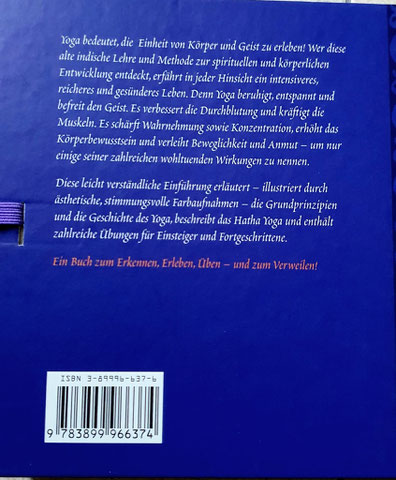 Yoga bedeutet, die Einheit von Körper und Geist zu erleben! Wer diese
alte indische Lehre und Methode zur spirituellen und körperlichen
Entwicklung entdeckt, erfährt in jeder Hinsicht ein intensiveres,
reicheres und gesünderes Leben. Denn Yoga beruhigt, entspannt und
befreit den Geist. Es verbessert die Durchblutung und kräftigt die
Muskeln. Es schärft Wahrnehmung sowie Konzentration, erhöht das
Körperbewusstsein und verleiht Beweglichkeit und Anmut – um nur
einige seiner zahlreichen wohltuenden Wirkungen zu nennen.
Diese leicht verständliche Einführung erläutert – illustriert durch
ästhetische, stimmungsvolle Farbaufnahmen – die Grundprinzipien
und die Geschichte des Yoga, beschreibt das Hatha Yoga und enthält
zahlreiche Übungen für Einsteiger und Fortgeschrittene.
Ein Buch zum Erkennen, Erleben, Üben – und zum Verweilen!
ISBN 3-89996-637-6
9 783899 966374